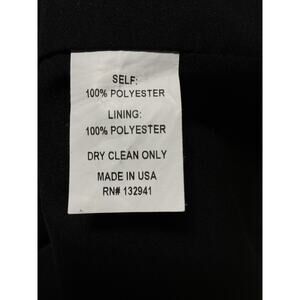 SELF:
100% POLYESTER
LINING:
100% POLYESTER
DRY CLEAN ONLY
MADE IN USA
RN# 132941